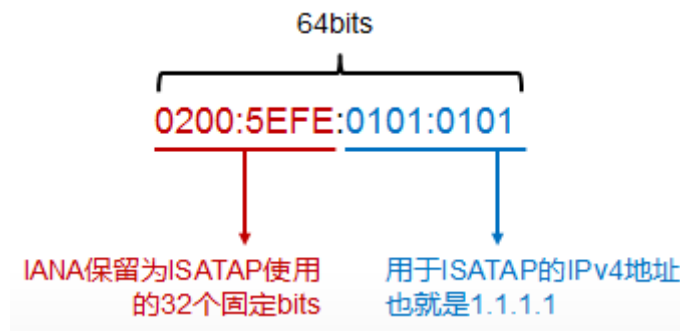 64bits
0200:5EFE:0101:0101
IANA保留为ISATAP使用
的32个固定bits
用于ISATAP的IPv4地址
也就是1.1.1.1